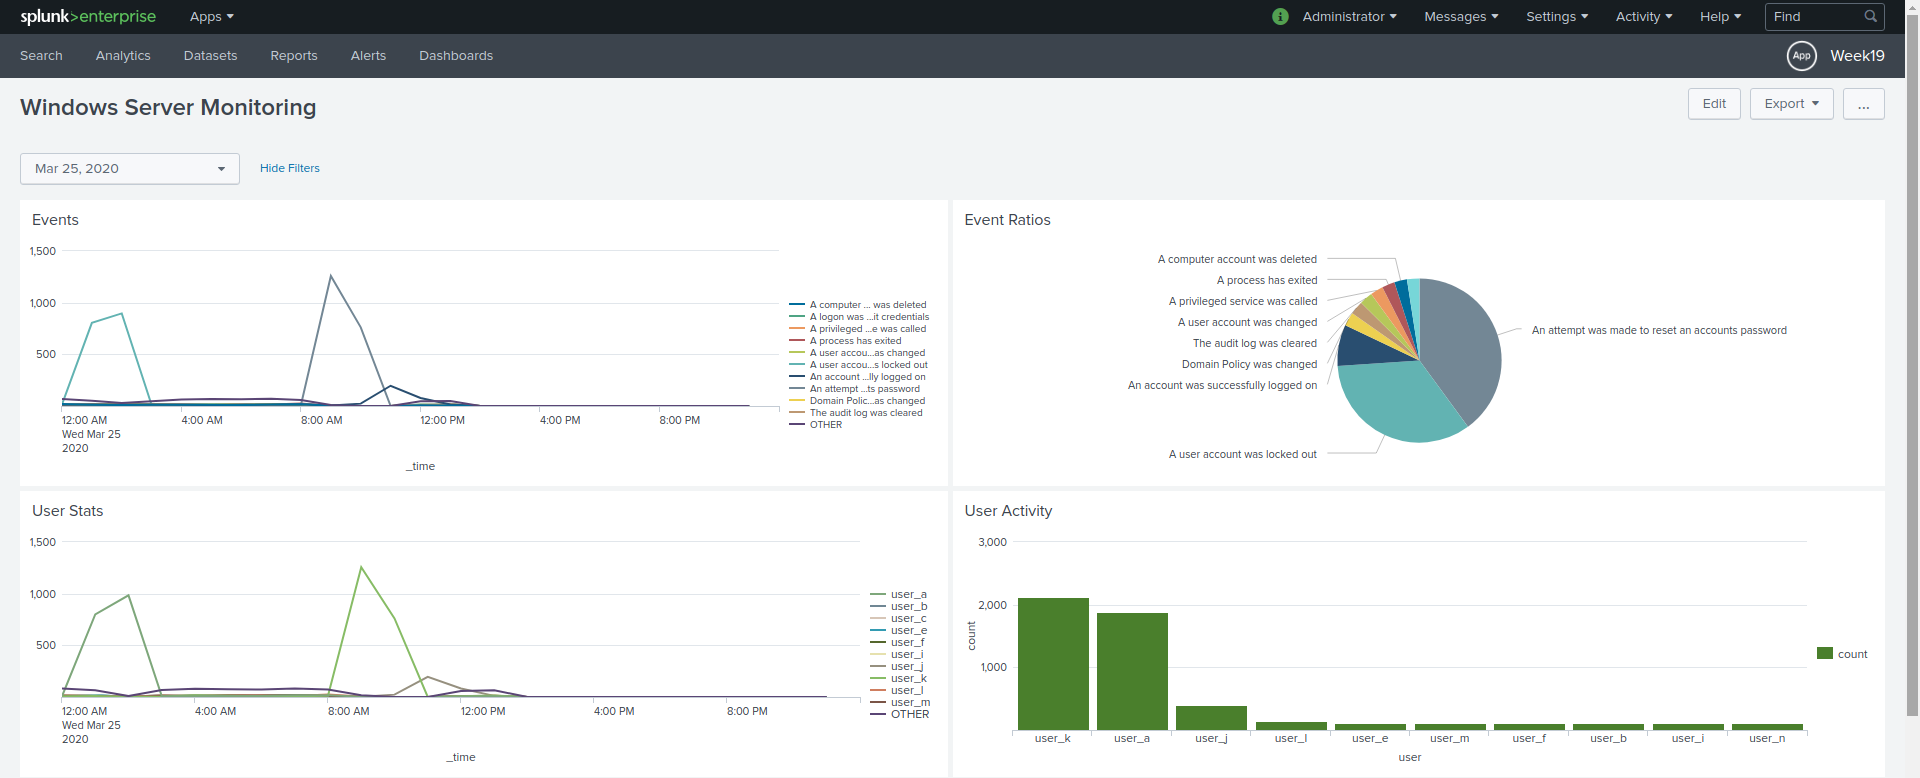 splunk>enterprise Apps Administrator Messages Settings Activity Help Find
Search Analytics Datasets Reports Alerts Dashboards App Week19
Windows Server Monitoring
Edit Export ...
Mar 25, 2020 Hide Filters
Events
1,500
1,000
500
12:00 AM 4:00 AM 8:00 AM 12:00 PM 4:00 PM 8:00 PM
Wed Mar 25
2020
_time
A computer ... was deleted
A logon was ...it credentials
A privileged ...e was called
A process has exited
A user accou...as changed
A user accou...s locked out
An account ...lly logged on
An attempt ...ts password
Domain Polic...as changed
The audit log was cleared
OTHER
Event Ratios
A computer account was deleted
A process has exited
A privileged service was called
A user account was changed
The audit log was cleared
Domain Policy was changed
An account was successfully logged on
A user account was locked out
An attempt was made to reset an accounts password
User Stats
1,500
1,000
500
12:00 AM 4:00 AM 8:00 AM 12:00 PM 4:00 PM 8:00 PM
Wed Mar 25
2020
_time
user_a
user_b
user_c
user_e
user_f
user_i
user_j
user_k
user_l
user_m
OTHER
User Activity
3,000
2,000
1,000
count
user_k user_a user_j user_l user_e user_m user_f user_b user_i user_n
user
count